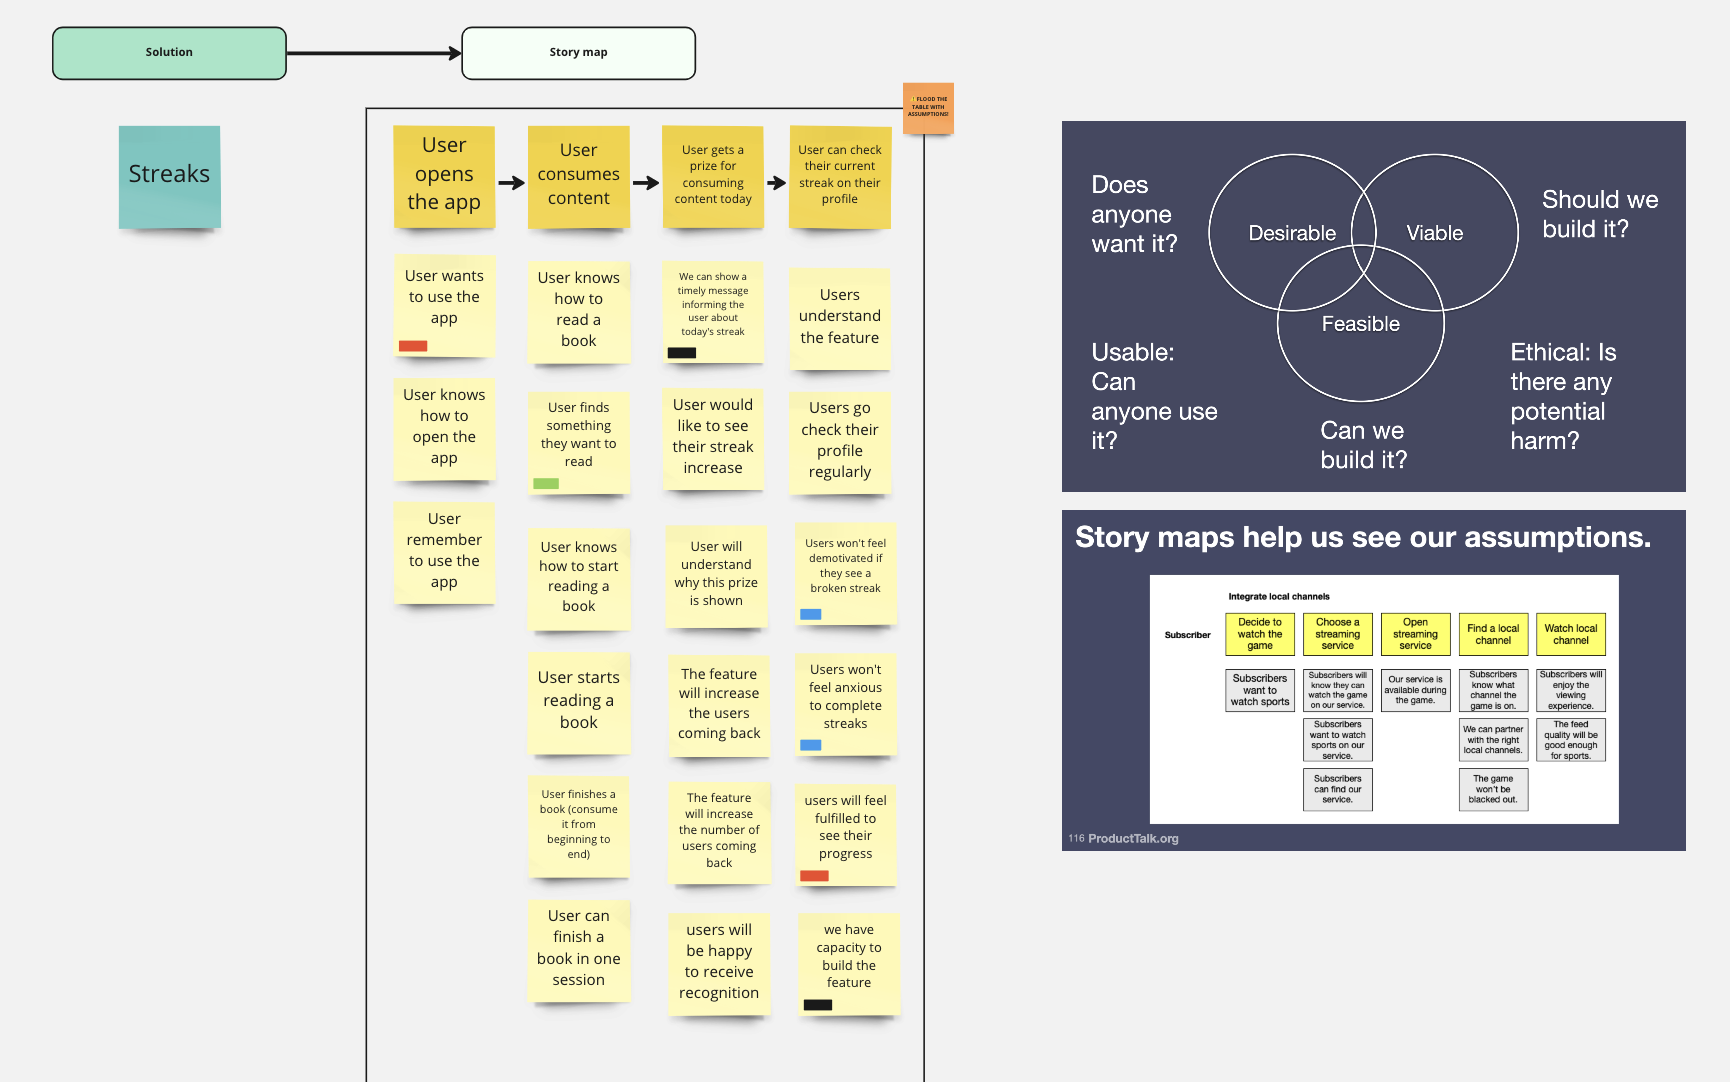 Solution
Story map
FLOOD THE
TABLE WITH
ASSUMPTIONS!
Streaks
User
opens
the app
User
consumes
content
User gets a
prize for
consuming
content today
User can check
their current
streak on their
profile
User wants
to use the
app
User knows
how to
open the
app
User
remember
to use the
app
User knows
how to
read a
book
User finds
something
they want to
read
User knows
how to start
reading a
book
User starts
reading a
book
User finishes a
book (consume
it from
beginning to
end)
User can
finish a
book in one
session
We can show a
timely message
informing the
user about
today's streak
User would
like to see
their streak
increase
User will
understand
why this prize
is shown
The feature
will increase
the users
coming back
The feature
will increase
the number of
users coming
back
users will
be happy
to receive
recognition
Users
understand
the feature
Users go
check their
profile
regularly
Users won't feel
demotivated if
they see a
broken streak
Users won't
feel anxious
to complete
streaks
users will feel
fulfilled to
see their
progress
we have
capacity to
build the
feature
Does
anyone
want it?
Desirable
Viable
Should we
build it?
Feasible
Usable:
Can
anyone use
it?
Can we
build it?
Ethical: Is
there any
potential
harm?
Story maps help us see our assumptions.
Integrate local channels
Subscriber
Decide to
watch the
game
Choose a
streaming
service
Open
streaming
service
Find a local
channel
Watch local
channel
Subscribers
want to
watch sports
Subscribers will
know they can
watch the game
on our service.
Our service is
available during
the game.
Subscribers
know what
channel the
game is on.
Subscribers will
enjoy the
viewing
experience.
Subscribers
want to watch
sports on our
service.
We can partner
with the right
local channels.
The feed
quality will be
good enough
for sports.
Subscribers
can find our
service.
The game
won't be
blacked out.
116 ProductTalk.org